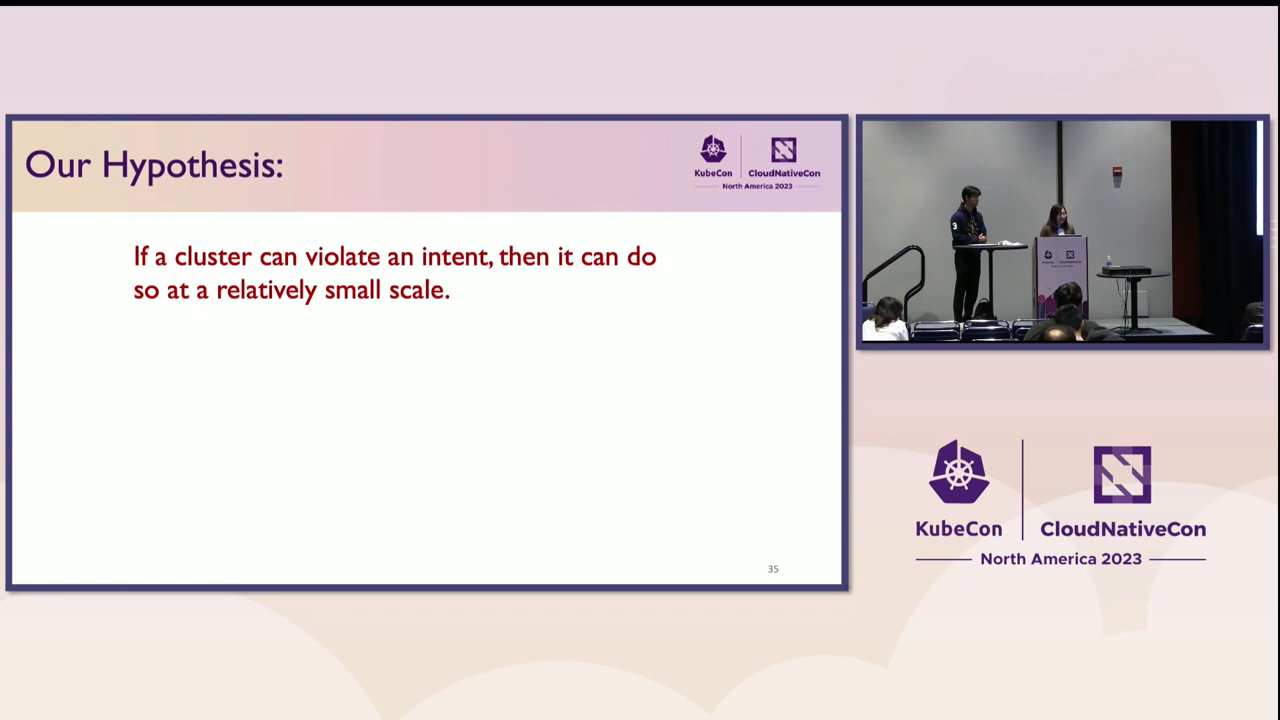 Our Hypothesis:
KubeCon
CloudNativeCon
North America 2023
If a cluster can violate an intent, then it can do
so at a relatively small scale.
35
3
KubeCon
CloudNativeCon
North America 2023